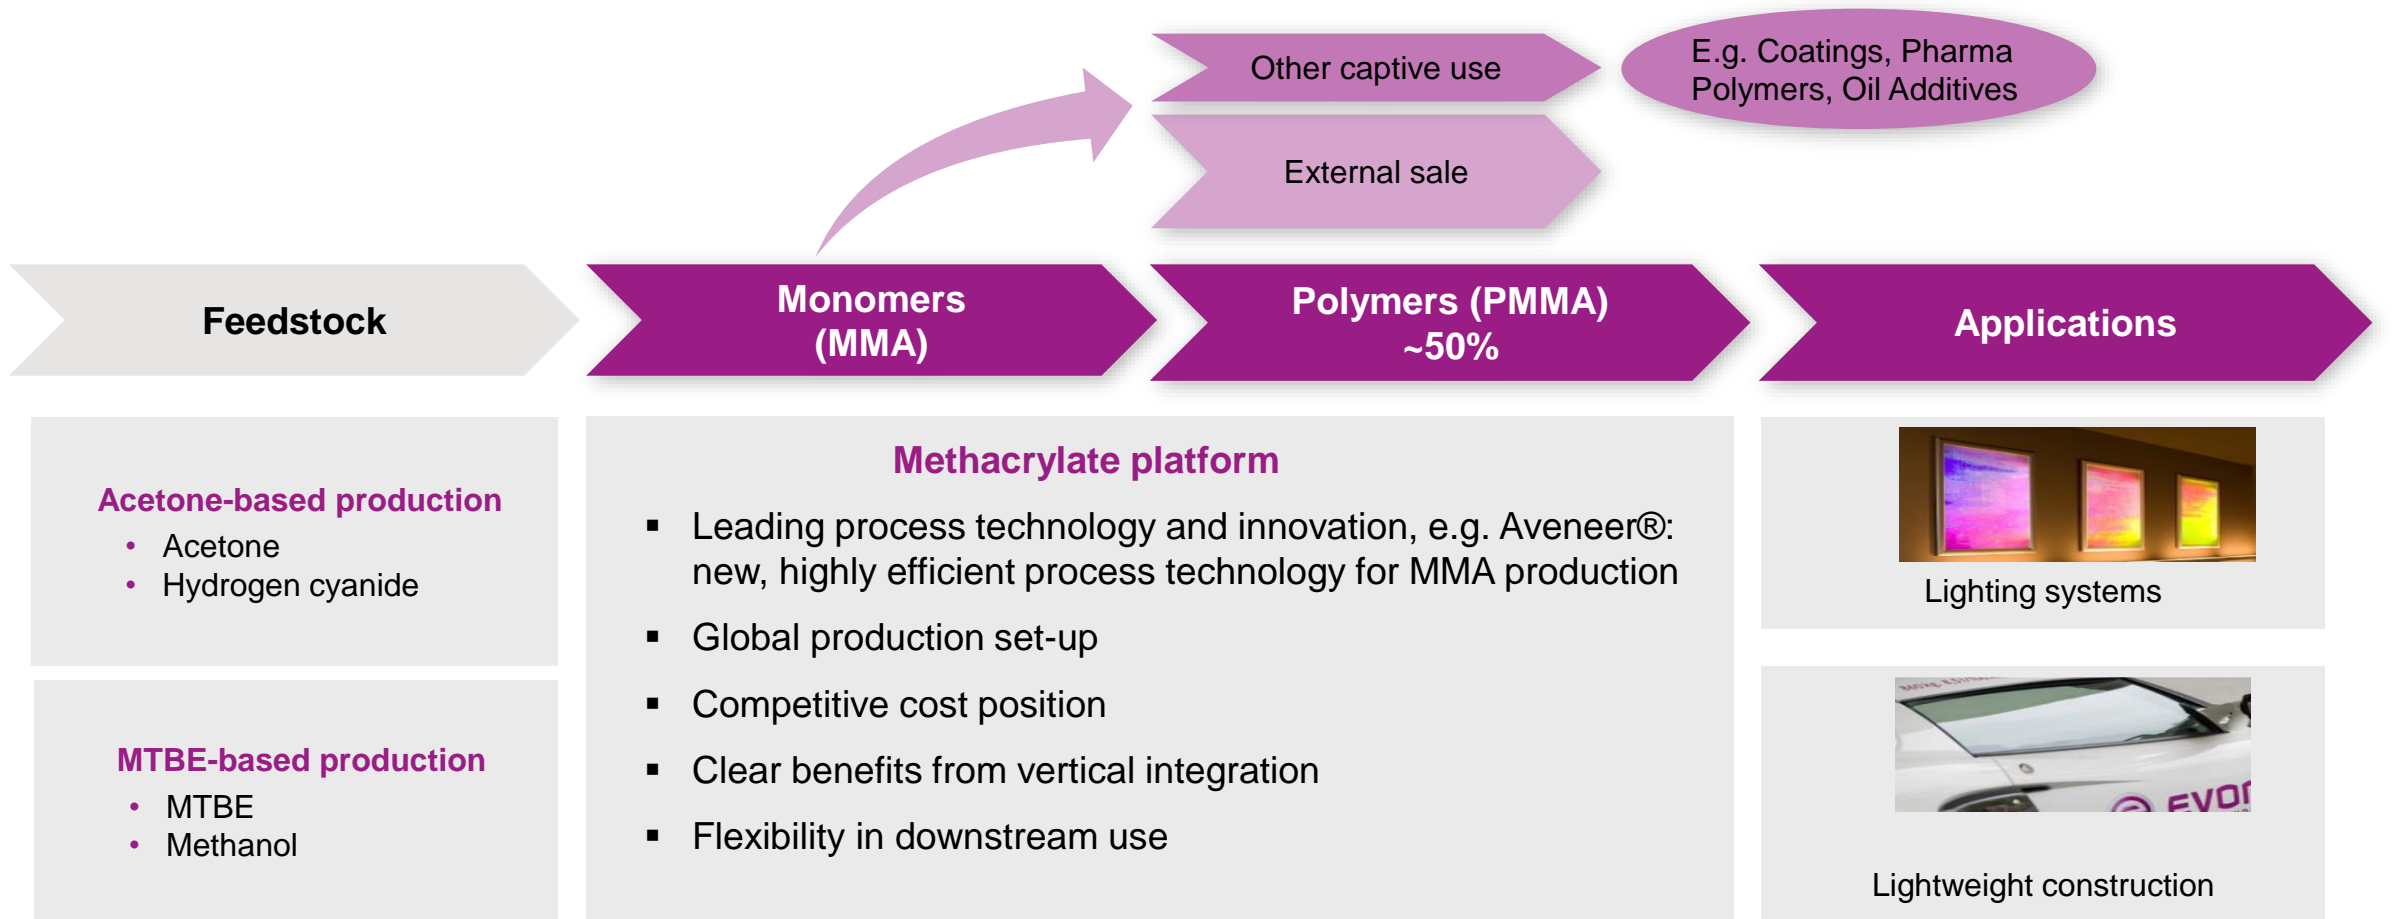 Other captive use
E.g. Coatings, Pharma
Polymers, Oil Additives
External sale
Feedstock
Monomers
(MMA)
Polymers (PMMA)
~50%
Applications
Acetone-based production
• Acetone
• Hydrogen cyanide
MTBE-based production
• MTBE
• Methanol
Methacrylate platform
▪ Leading process technology and innovation, e.g. Aveneer®:
new, highly efficient process technology for MMA production
▪ Global production set-up
▪ Competitive cost position
▪ Clear benefits from vertical integration
▪ Flexibility in downstream use
Lighting systems
Lightweight construction